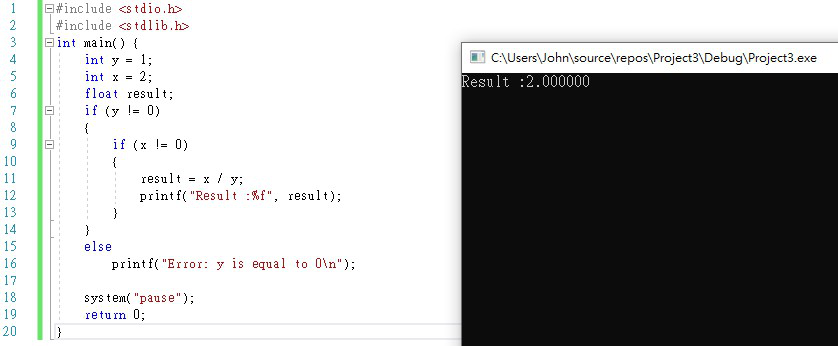 1 #include <stdio.h>
2 #include <stdlib.h>
3 int main() {
4 int y = 1;
5 int x = 2;
6 float result;
7 if (y != 0)
8 {
9 if (x != 0)
10 {
11 result = x / y;
12 printf("Result :%f", result);
13 }
14 }
15 else
16 printf("Error: y is equal to 0\n");
17
18 system("pause");
19 return 0;
20 }
C:\Users\John\source\repos\Project3\Debug\Project3.exe
Result :2.000000